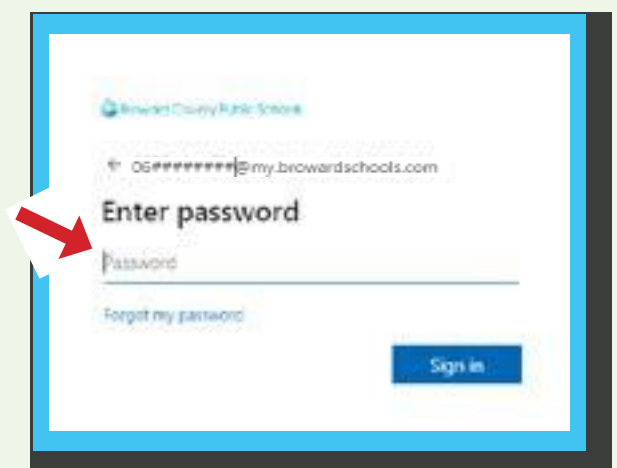 Broward County Public Schools
← 06########@my.browardschools.com
Enter password
Password
Forgot my password
Sign in